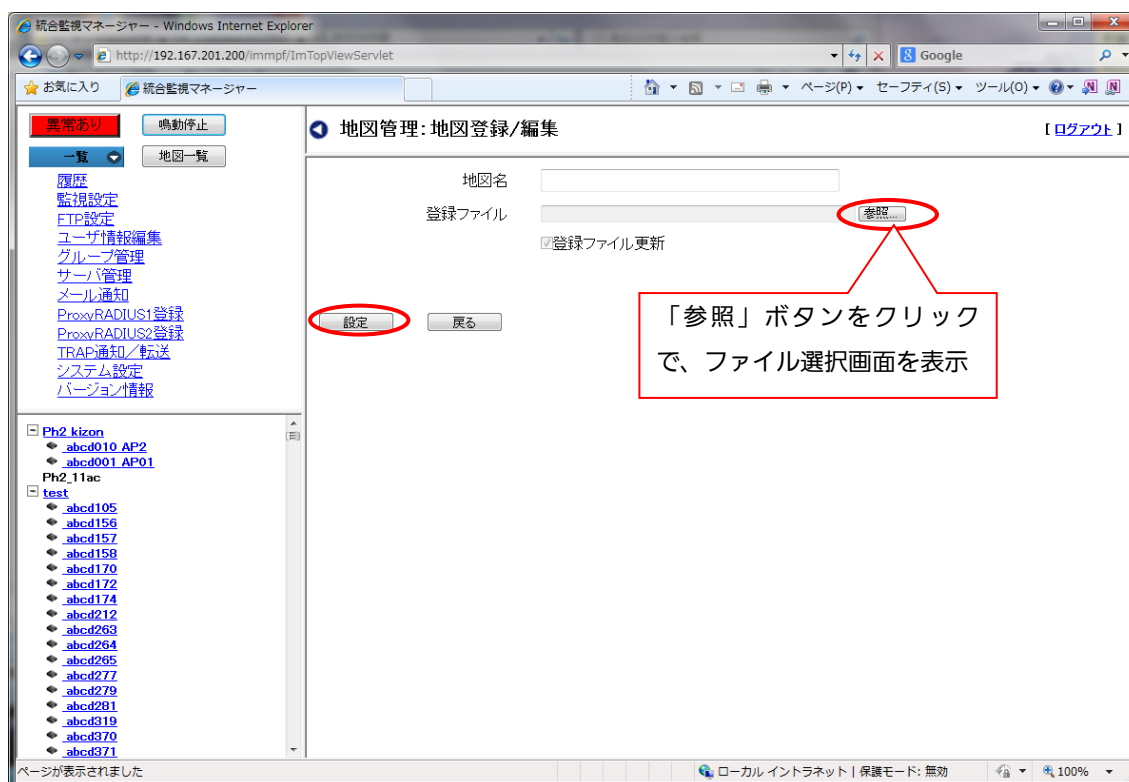 統合監視マネージャー - Windows Internet Explorer
http://192.167.201.200/immpf/ImTopViewServlet
Google
お気に入り
統合監視マネージャー
ページ(P)
セーフティ(S)
ツール(O)
異常あり
鳴動停止
一覧
地図一覧
履歴
監視設定
FTP設定
ユーザ情報編集
グループ管理
サーバ管理
メール通知
ProxyRADIUS1登録
ProxyRADIUS2登録
TRAP通知/転送
システム設定
バージョン情報
Ph2_kizon
abcd010 AP2
abcd001 AP01
Ph2_11ac
test
abcd105
abcd156
abcd157
abcd158
abcd170
abcd172
abcd174
abcd212
abcd263
abcd264
abcd265
abcd277
abcd279
abcd281
abcd319
abcd370
abcd371
地図管理:地図登録/編集
[ ログアウト ]
地図名
登録ファイル
参照...
登録ファイル更新
設定
戻る
「参照」ボタンをクリック
で、ファイル選択画面を表示
ページが表示されました
ローカル イントラネット | 保護モード: 無効
100%